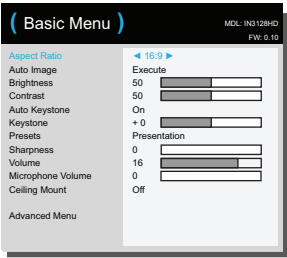 ( Basic Menu )
MDL: IN3128HD
FW: 0.10
Aspect Ratio ◄ 16:9 ►
Auto Image Execute
Brightness 50
Contrast 50
Auto Keystone On
Keystone + 0
Presets Presentation
Sharpness 0
Volume 16
Microphone Volume 0
Ceiling Mount Off
Advanced Menu